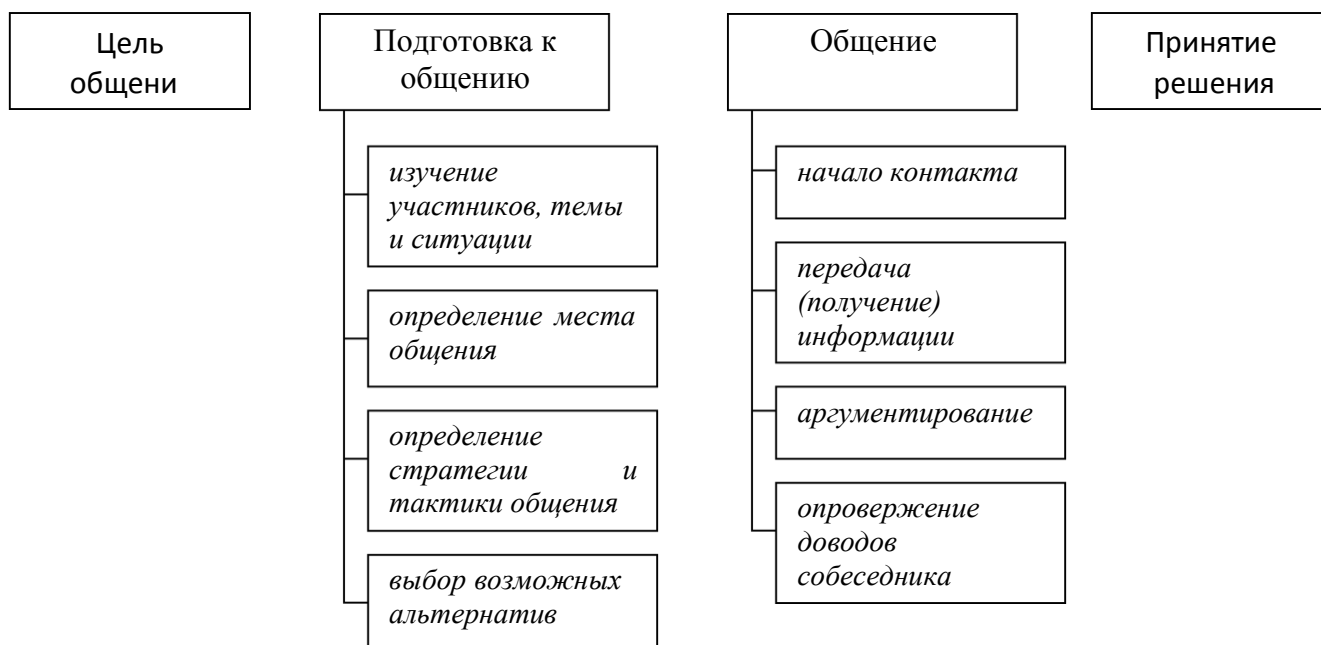 Цель
общени
Подготовка к
общению
изучение
участников, темы
и ситуации
определение места
общения
определение
стратегии и
тактики общения
выбор возможных
альтернатив
Общение
начало контакта
передача
(получение)
информации
аргументирование
опровержение
доводов
собеседника
Принятие
решения